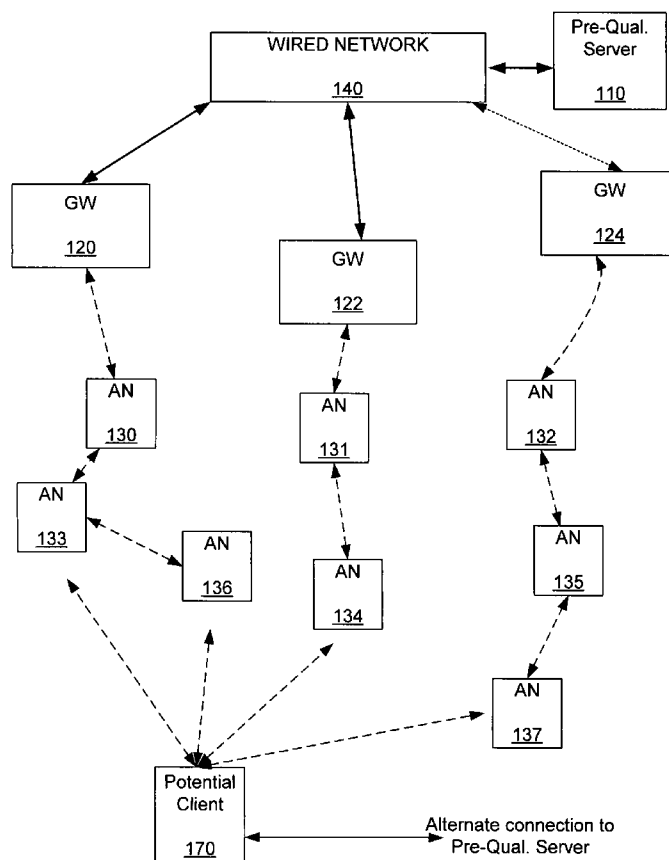 WIRED NETWORK
140
Pre-Qual.
Server
110
GW
120
GW
122
GW
124
AN
130
AN
131
AN
132
AN
133
AN
136
AN
134
AN
135
AN
137
Potential
Client
170
Alternate connection to
Pre-Qual. Server